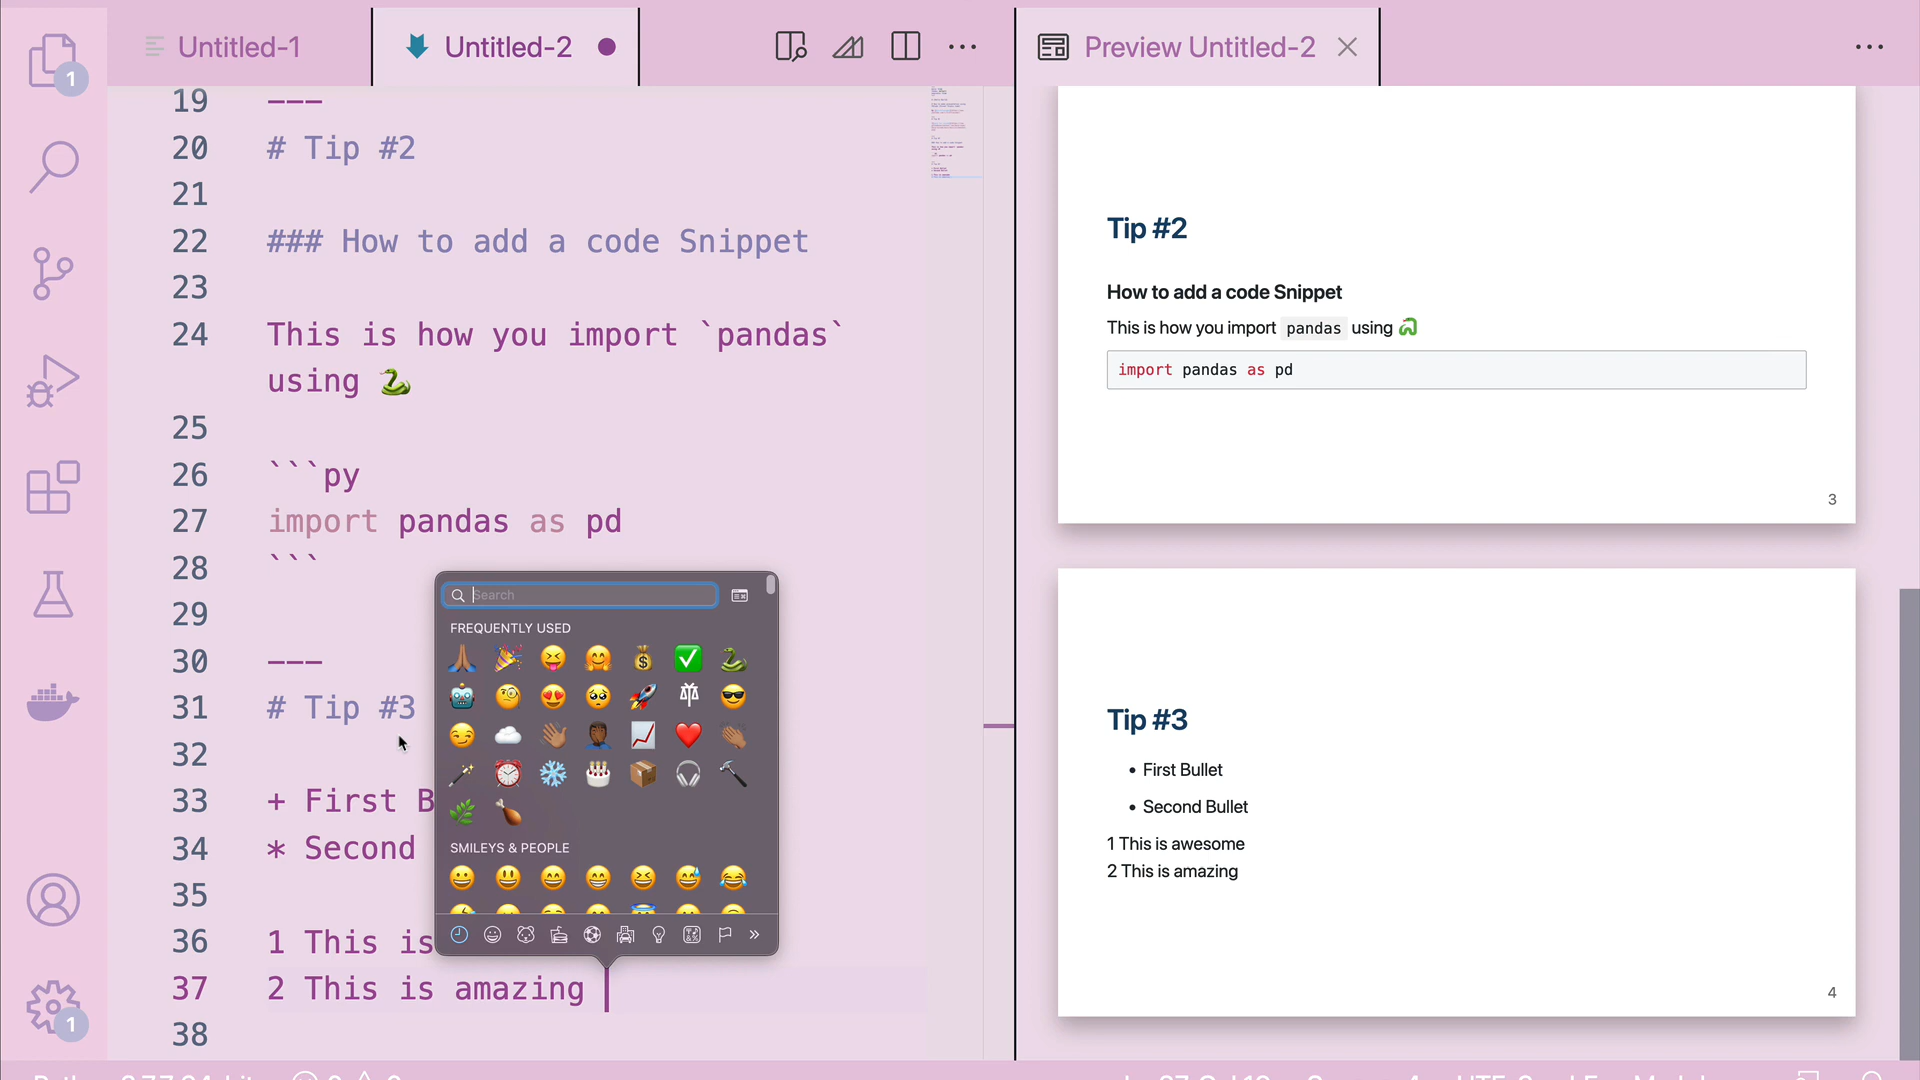 Untitled-1
Untitled-2
Preview Untitled-2
1
19 ---
20 # Tip #2
21
22 ### How to add a code Snippet
23
24 This is how you import `pandas`
using 🐍
25
26 ```py
27 import pandas as pd
28 ```
29
30 ---
31 # Tip #3
32
33 + First B
34 * Second
35
36 1 This is
37 2 This is amazing
38
1
Search
FREQUENTLY USED
SMILEYS & PEOPLE
Tip #2
How to add a code Snippet
This is how you import pandas using 🐍
import pandas as pd
3
Tip #3
• First Bullet
• Second Bullet
1 This is awesome
2 This is amazing
4